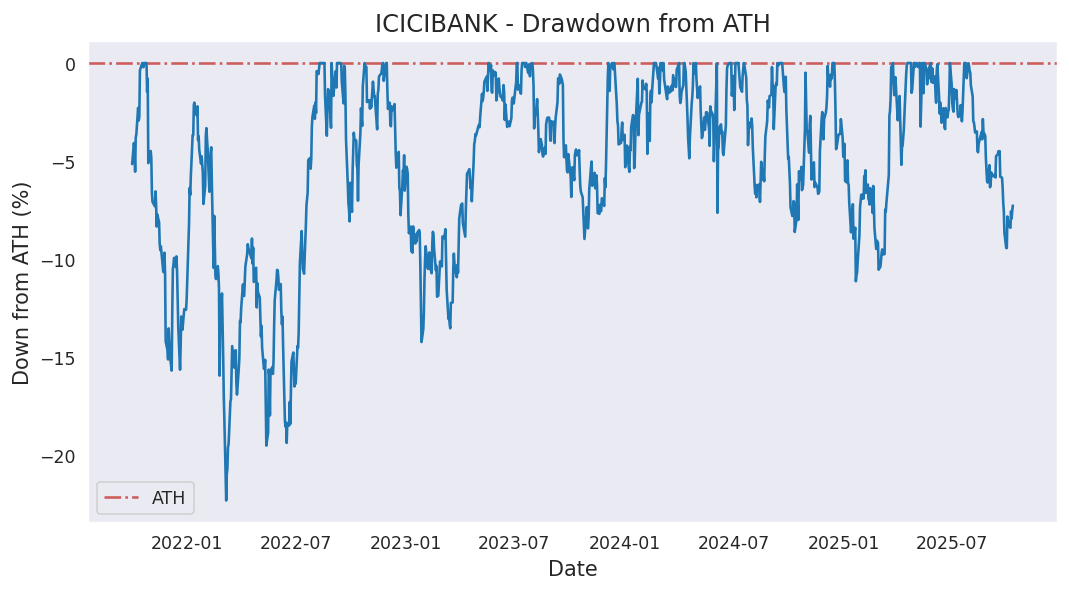 ICICIBANK - Drawdown from ATH
Down from ATH (%)
0
−5
−10
−15
−20
ATH
2022-01 2022-07 2023-01 2023-07 2024-01 2024-07 2025-01 2025-07
Date